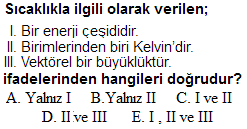 Sıcaklıkla ilgili olarak verilen;
I. Bir enerji çeşididir.
II. Birimlerinden biri Kelvin'dir.
III. Vektörel bir büyüklüktür.
ifadelerinden hangileri doğrudur?
A. Yalnız I B.Yalnız II C. I ve II
D. II ve III E. I , II ve III